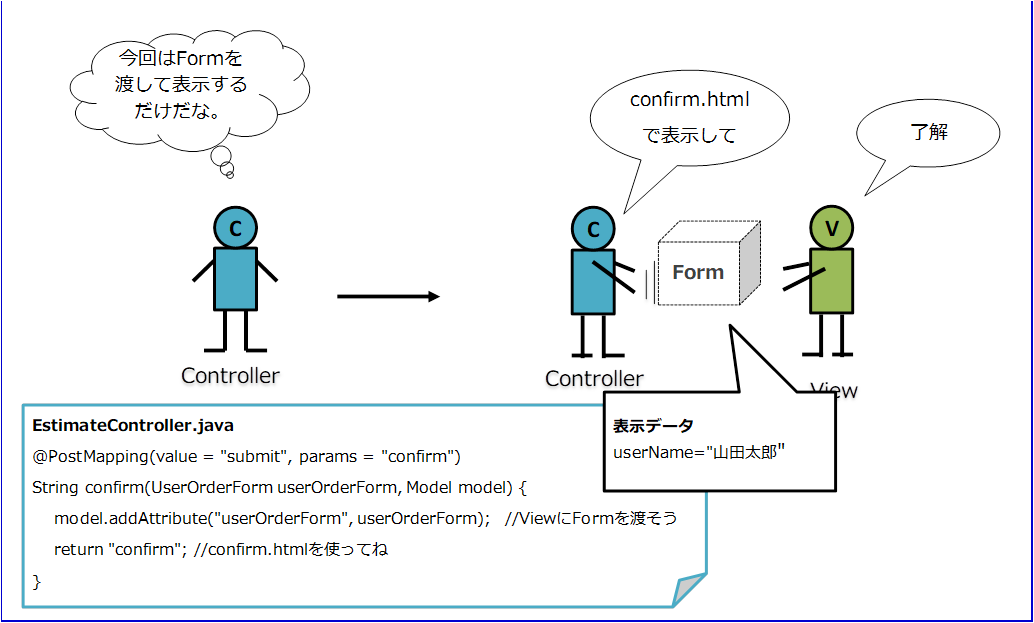 今回はFormを
渡して表示する
だけだな。
confirm.html
で表示して
了解
C
C
V
Form
Controller
Controller
View
表示データ
userName="山田太郎"
EstimateController.java
@PostMapping(value = "submit", params = "confirm")
String confirm(UserOrderForm userOrderForm, Model model) {
model.addAttribute("userOrderForm", userOrderForm); //ViewにFormを渡そう
return "confirm"; //confirm.htmlを使ってね
}